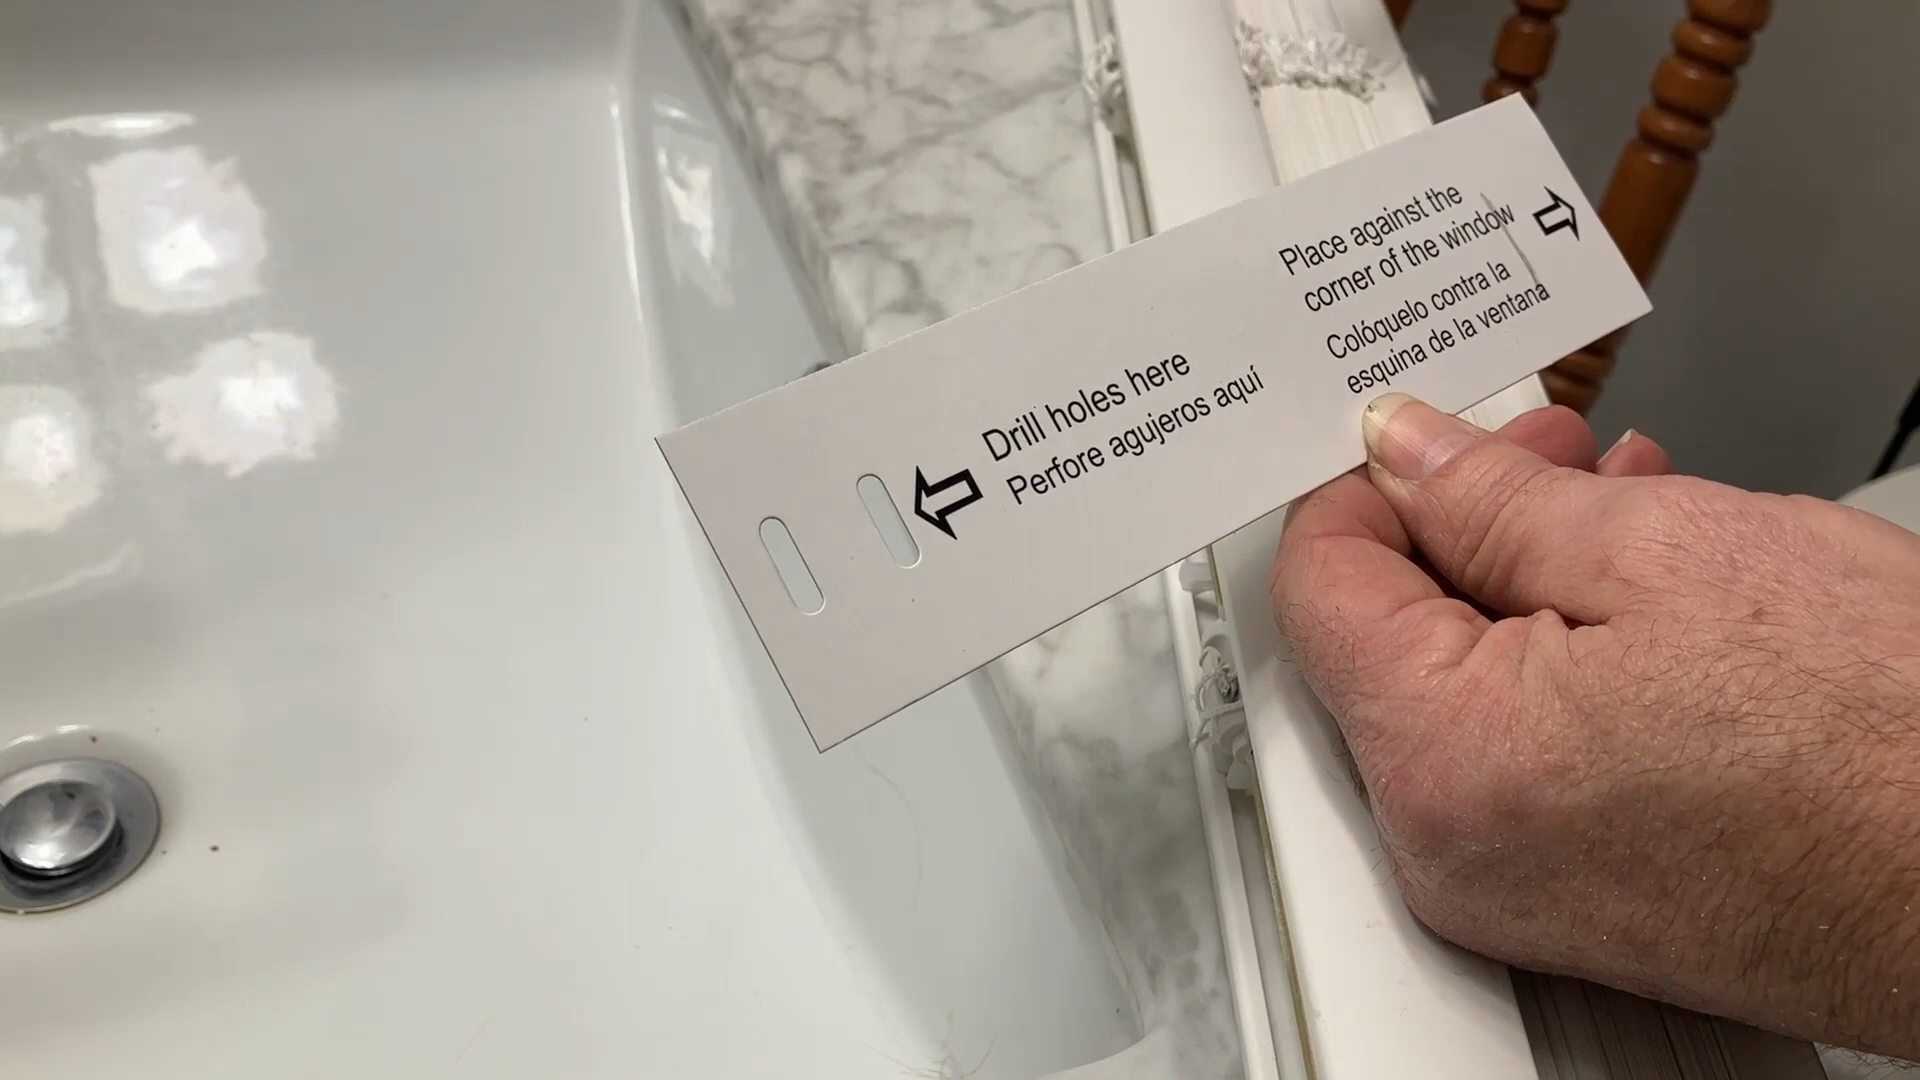 Place against the
corner of the window
Colóquelo contra la
esquina de la ventana
Drill holes here
Perfore agujeros aquí